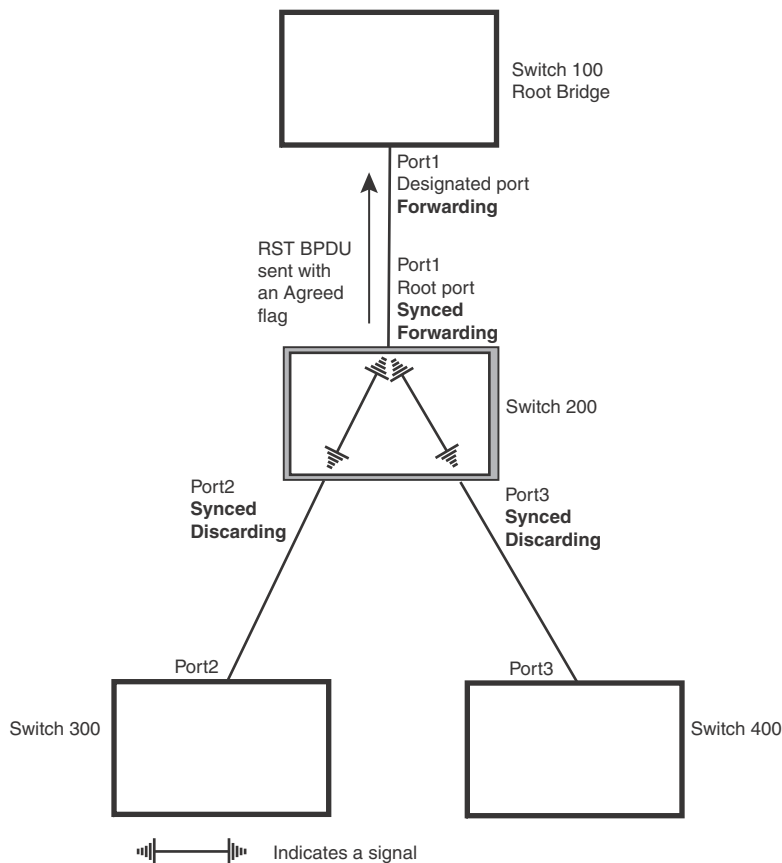 Switch 100
Root Bridge
Port1
Designated port
Forwarding
RST BPDU
sent with
an Agreed
flag
Port1
Root port
Synced
Forwarding
Switch 200
Port2
Synced
Discarding
Port3
Synced
Discarding
Port2
Port3
Switch 300
Switch 400
Indicates a signal